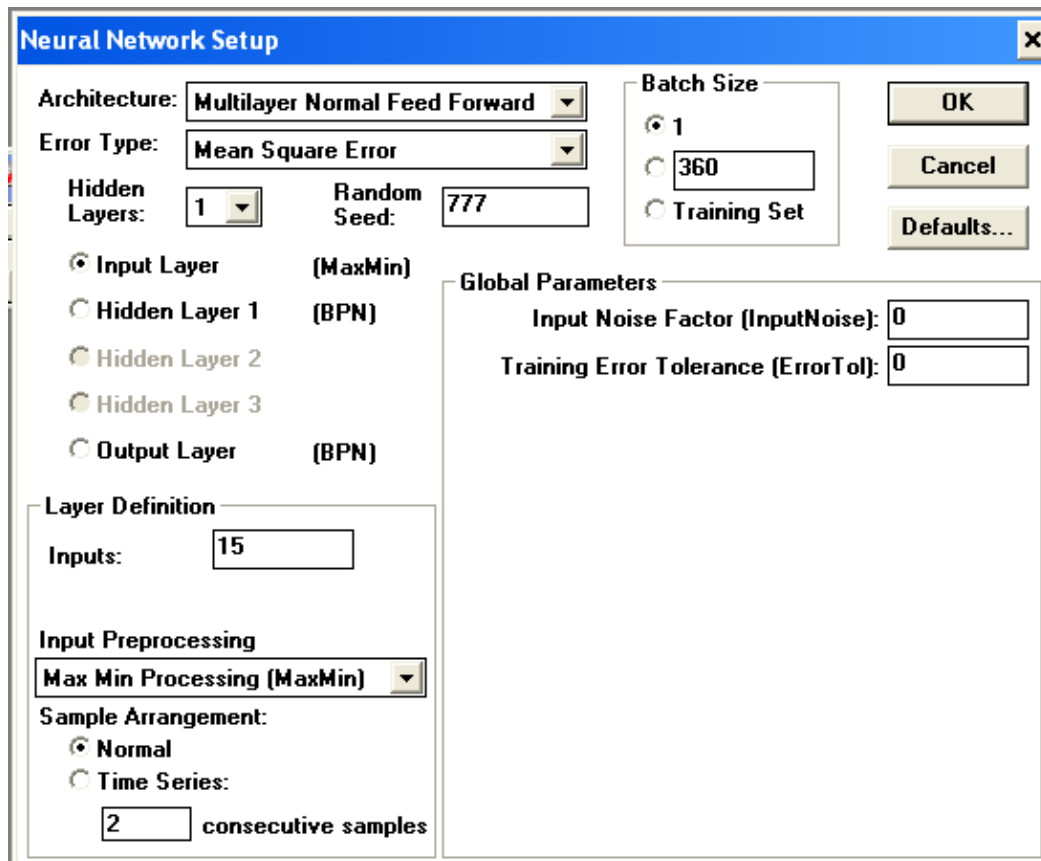 Neural Network Setup
Architecture: Multilayer Normal Feed Forward
Error Type: Mean Square Error
Hidden Layers: 1 Random Seed: 777
Batch Size
1
360
Training Set
OK
Cancel
Defaults...
Input Layer (MaxMin)
Hidden Layer 1 (BPN)
Hidden Layer 2
Hidden Layer 3
Output Layer (BPN)
Global Parameters
Input Noise Factor (InputNoise): 0
Training Error Tolerance (ErrorTol): 0
Layer Definition
Inputs: 15
Input Preprocessing
Max Min Processing (MaxMin)
Sample Arrangement:
Normal
Time Series:
2 consecutive samples